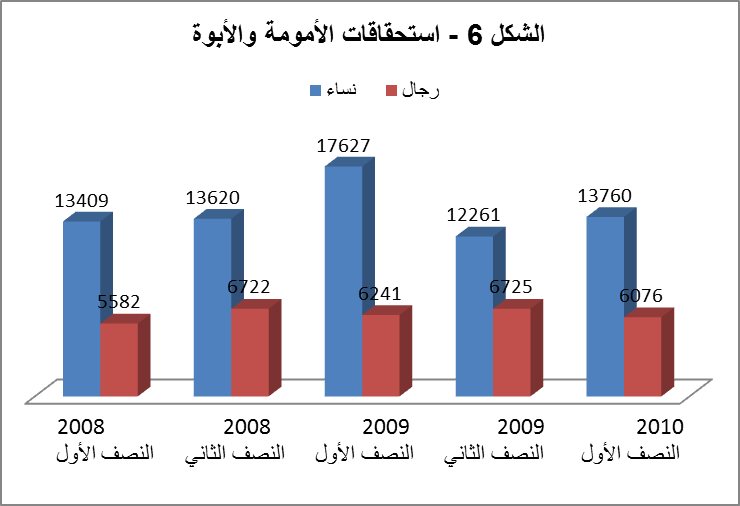 الشكل 6 - استحقاقات الأمومة والأبوة
نساء رجال
17627
13409 13620 12261 13760
5582 6722 6241 6725 6076
2008 2008 2009 2009 2010
النصف الأول النصف الثاني النصف الأول النصف الثاني النصف الأول